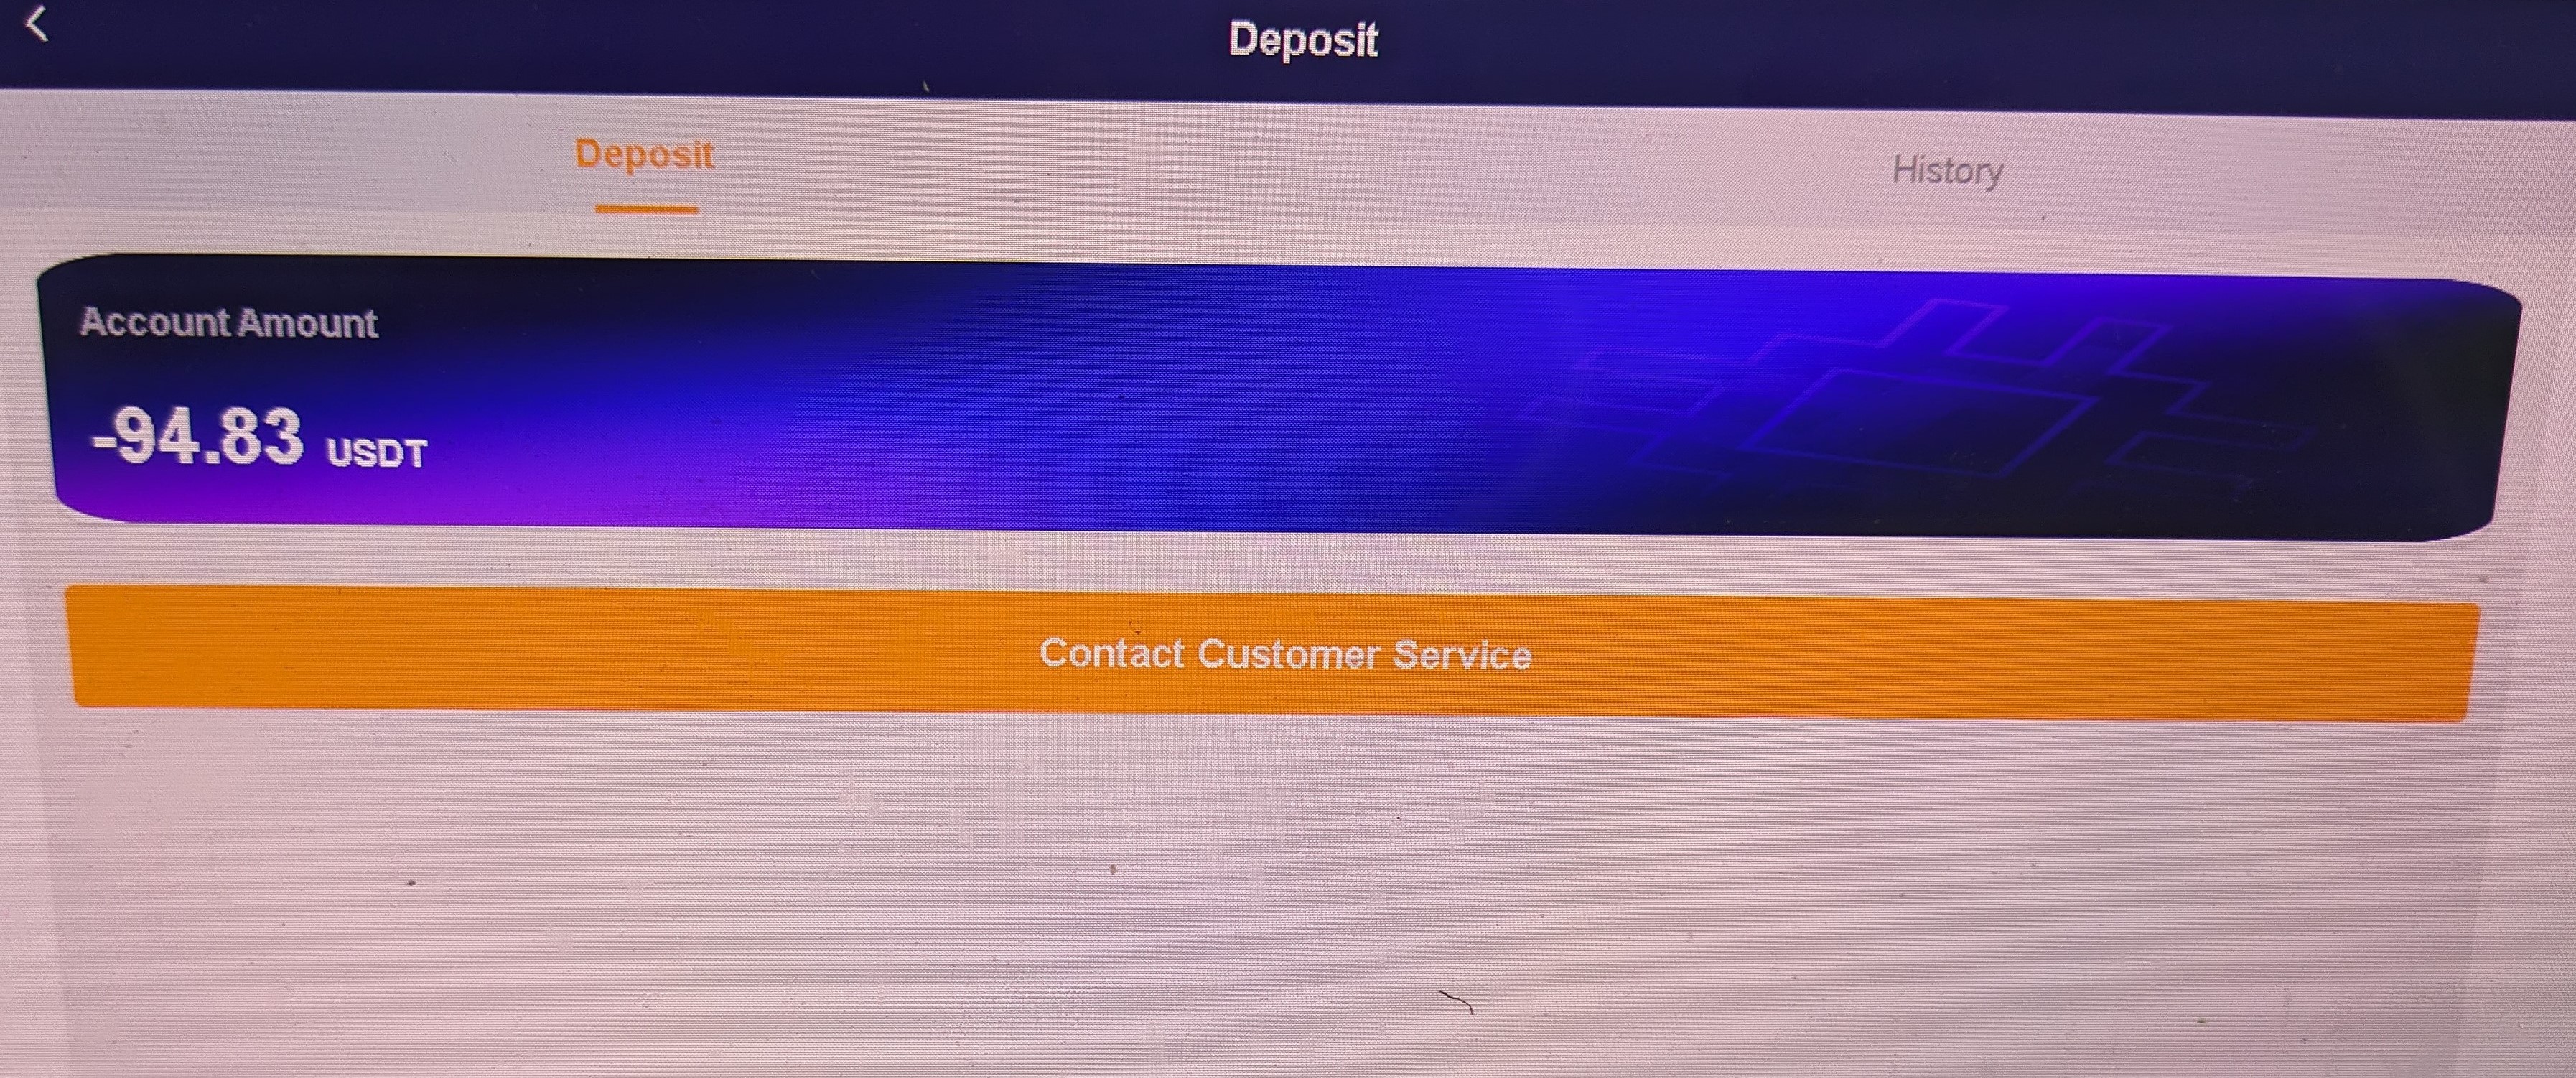 Deposit
Deposit
History
Account Amount
-94.83 USDT
Contact Customer Service